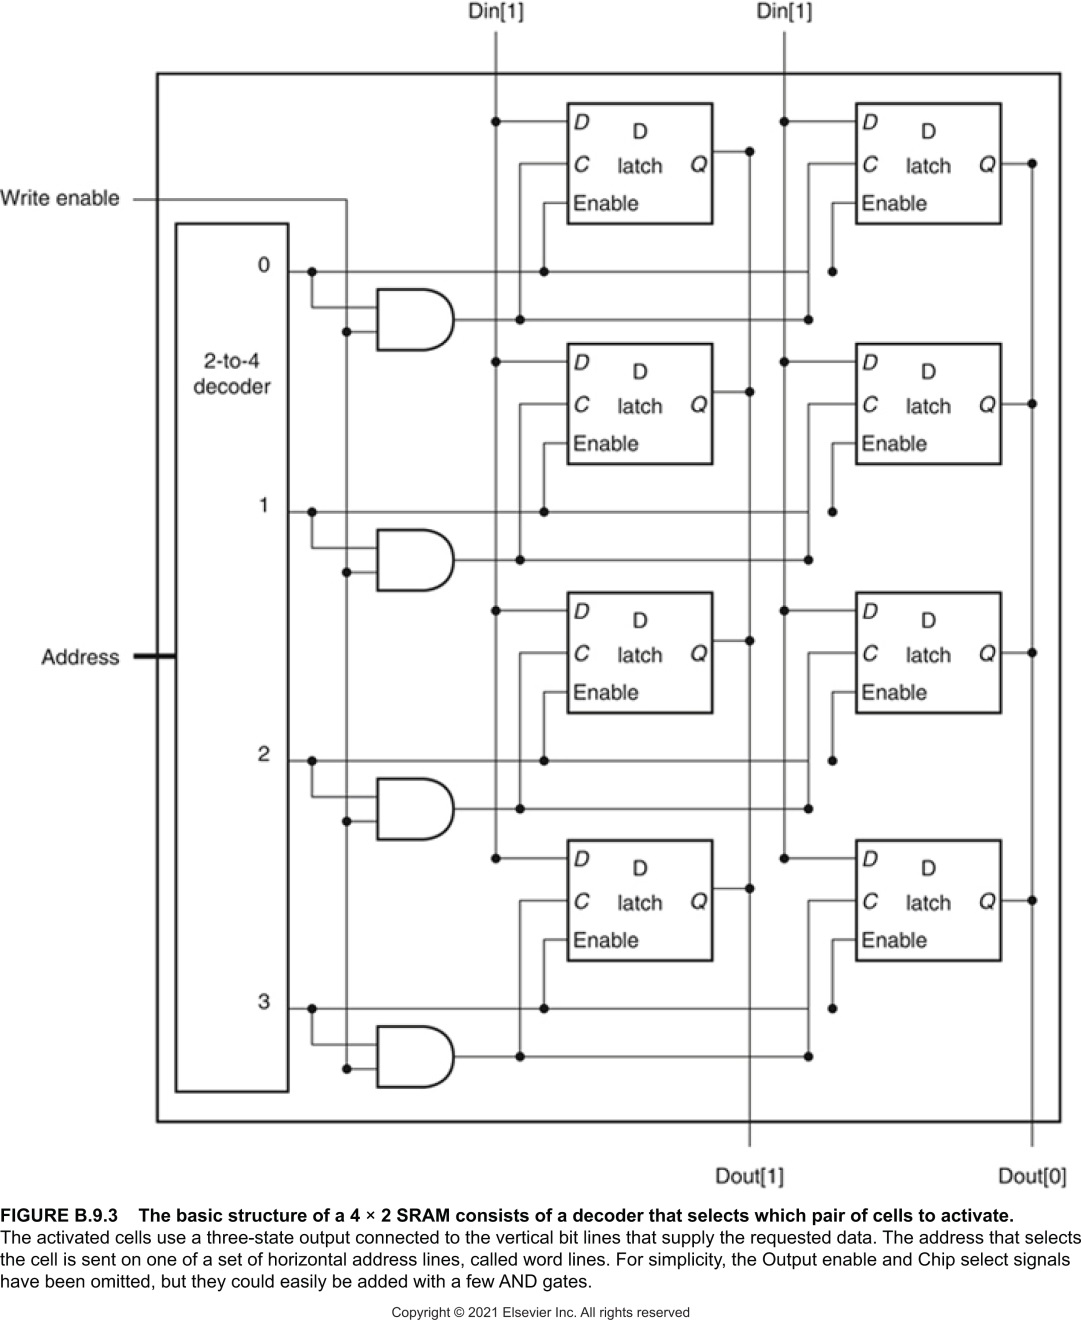 Din[1] Din[1]
D D D D
C latch Q C latch Q
Write enable Enable Enable
0
2-to-4 D D D D
decoder C latch Q C latch Q
Enable Enable
1
D D D D
Address C latch Q C latch Q
Enable Enable
2
D D D D
C latch Q C latch Q
Enable Enable
3
Dout[1] Dout[0]
FIGURE B.9.3 The basic structure of a 4 × 2 SRAM consists of a decoder that selects which pair of cells to activate.
The activated cells use a three-state output connected to the vertical bit lines that supply the requested data. The address that selects
the cell is sent on one of a set of horizontal address lines, called word lines. For simplicity, the Output enable and Chip select signals
have been omitted, but they could easily be added with a few AND gates.
Copyright © 2021 Elsevier Inc. All rights reserved